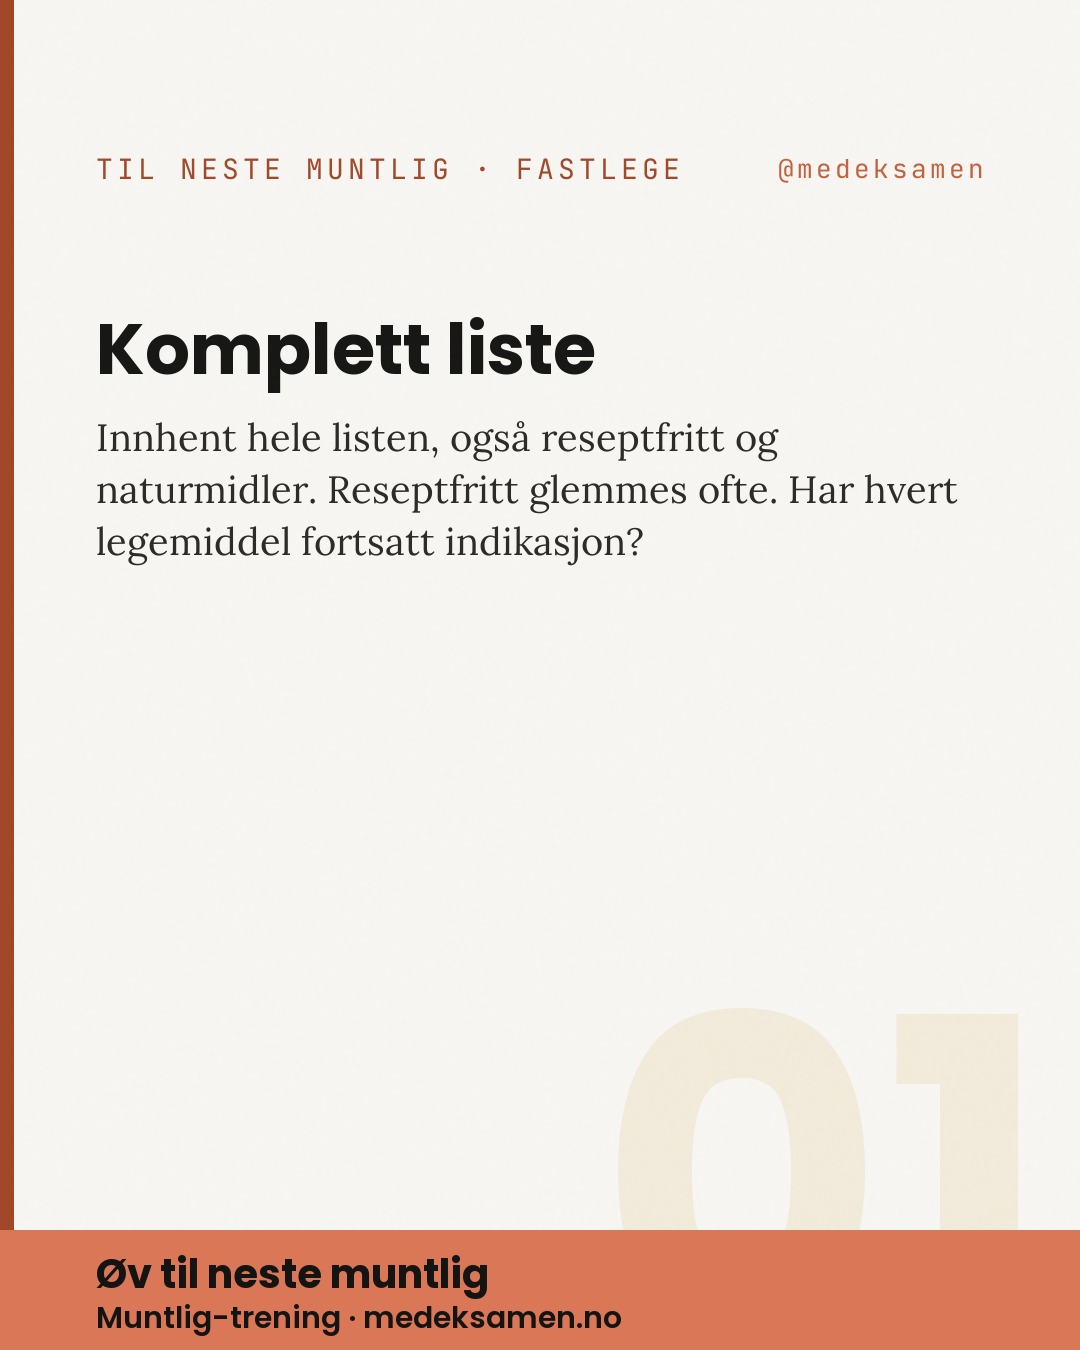 TIL NESTE MUNTLIG · FASTLEGE
@medeksamen
Komplett liste
Innhent hele listen, også reseptfritt og
naturmidler. Reseptfritt glemmes ofte. Har hvert
legemiddel fortsatt indikasjon?
01
Øv til neste muntlig
Muntlig-trening · medeksamen.no